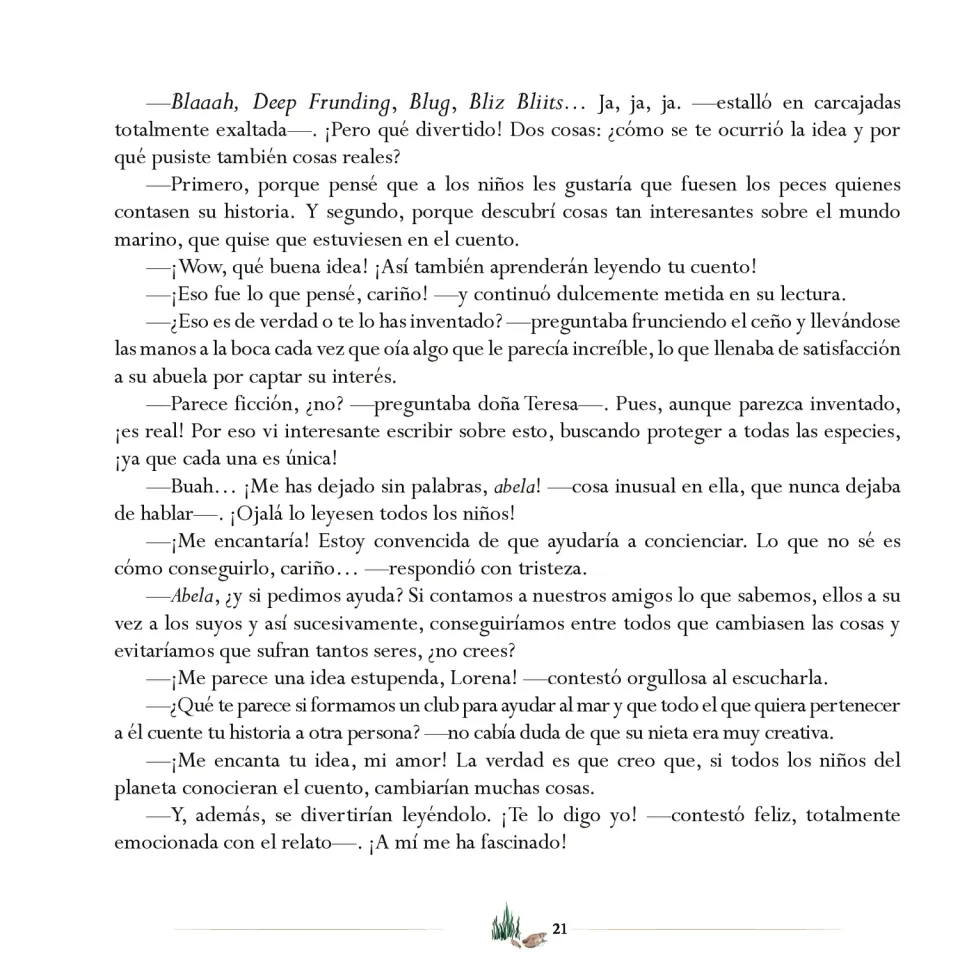 —Blaaah, Deep Frunding, Blug, Bliz Bliits… Ja, ja, ja. —estalló en carcajadas
totalmente exaltada—. ¡Pero qué divertido! Dos cosas: ¿cómo se te ocurrió la idea y por
qué pusiste también cosas reales?
—Primero, porque pensé que a los niños les gustaría que fuesen los peces quienes
contasen su historia. Y segundo, porque descubrí cosas tan interesantes sobre el mundo
marino, que quise que estuviesen en el cuento.
—¡Wow, qué buena idea! ¡Así también aprenderán leyendo tu cuento!
—¡Eso fue lo que pensé, cariño! —y continuó dulcemente metida en su lectura.
—¿Eso es de verdad o te lo has inventado? —preguntaba frunciendo el ceño y llevándose
las manos a la boca cada vez que oía algo que le parecía increíble, lo que llenaba de satisfacción
a su abuela por captar su interés.
—Parece ficción, ¿no? —preguntaba doña Teresa—. Pues, aunque parezca inventado,
¡es real! Por eso vi interesante escribir sobre esto, buscando proteger a todas las especies,
¡ya que cada una es única!
—Buah… ¡Me has dejado sin palabras, abela! —cosa inusual en ella, que nunca dejaba
de hablar—. ¡Ojalá lo leyesen todos los niños!
—¡Me encantaría! Estoy convencida de que ayudaría a concienciar. Lo que no sé es
cómo conseguirlo, cariño… —respondió con tristeza.
—Abela, ¿y si pedimos ayuda? Si contamos a nuestros amigos lo que sabemos, ellos a su
vez a los suyos y así sucesivamente, conseguiríamos entre todos que cambiasen las cosas y
evitaríamos que sufran tantos seres, ¿no crees?
—¡Me parece una idea estupenda, Lorena! —contestó orgullosa al escucharla.
—¿Qué te parece si formamos un club para ayudar al mar y que todo el que quiera pertenecer
a él cuente tu historia a otra persona? —no cabía duda de que su nieta era muy creativa.
—¡Me encanta tu idea, mi amor! La verdad es que creo que, si todos los niños del
planeta conocieran el cuento, cambiarían muchas cosas.
—Y, además, se divertirían leyéndolo. ¡Te lo digo yo! —contestó feliz, totalmente
emocionada con el relato—. ¡A mí me ha fascinado!
21